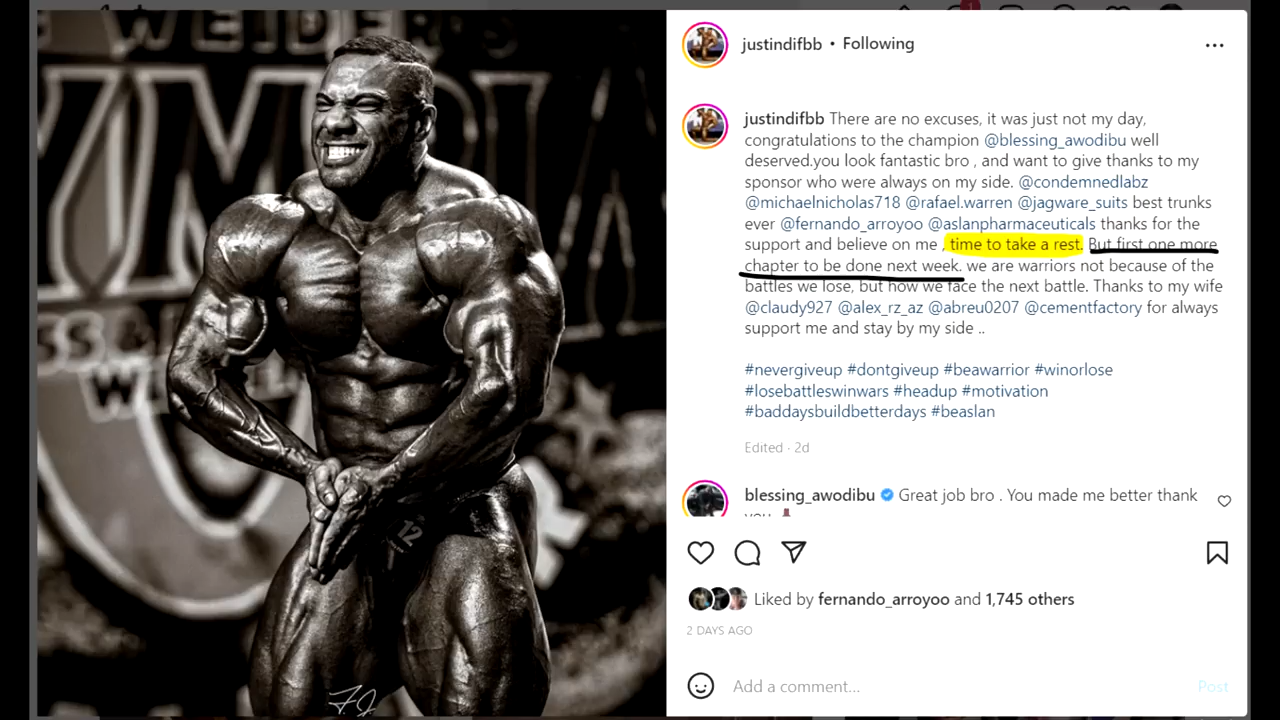 WEIDER'S
justindifbb • Following
justindifbb There are no excuses, it was just not my day,
congratulations to the champion @blessing_awodibu well
deserved.you look fantastic bro , and want to give thanks to my
sponsor who were always on my side. @condemnedlabz
@michaelnicholas718 @rafael.warren @jagware_suits best trunks
ever @fernando_arroyoo @aslanpharmaceuticals thanks for the
support and believe on me , time to take a rest. But first one more
chapter to be done next week. we are warriors not because of the
battles we lose, but how we face the next battle. Thanks to my wife
@claudy927 @alex_rz_az @abreu0207 @cementfactory for always
support me and stay by my side ..
#nevergiveup #dontgiveup #beawarrior #winorlose
#losebattleswinwars #headup #motivation
#baddaysbuildbetterdays #beaslan
Edited · 2d
blessing_awodibu Great job bro . You made me better thank
you
Liked by fernando_arroyoo and 1,745 others
2 DAYS AGO
Add a comment...
Post
12